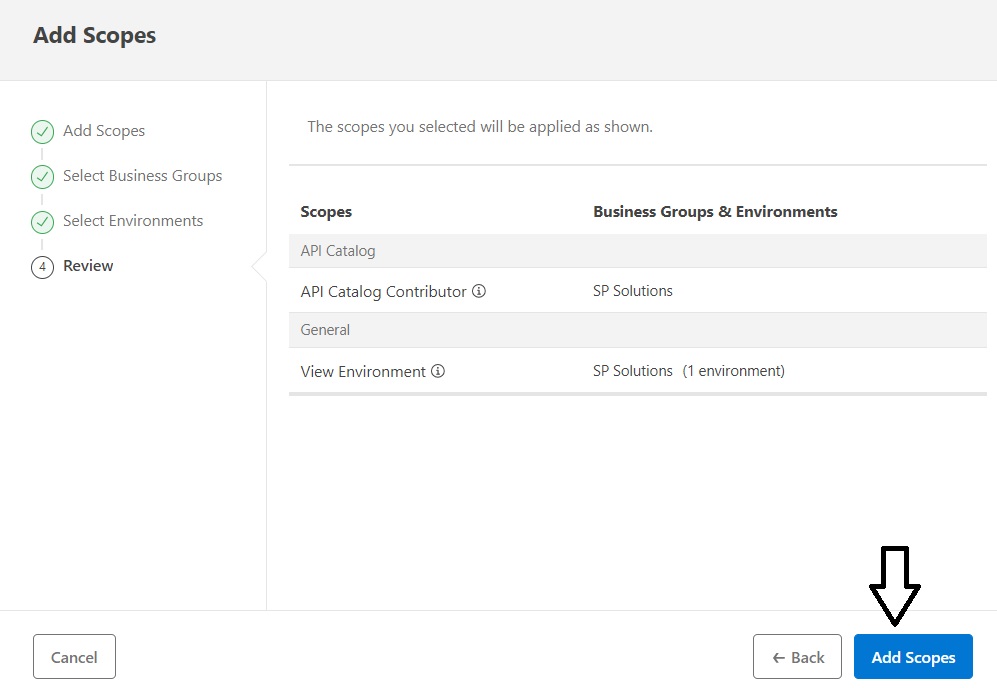 Add Scopes
Add Scopes
Select Business Groups
Select Environments
4 Review
The scopes you selected will be applied as shown.
Scopes Business Groups & Environments
API Catalog
API Catalog Contributor SP Solutions
General
View Environment SP Solutions (1 environment)
Cancel ← Back Add Scopes